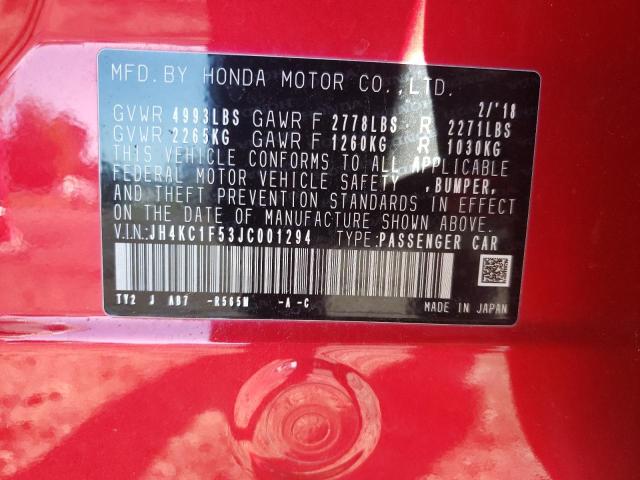 MFD.BY HONDA MOTOR CO.,LTD.
2/'18
GVWR 4993LBS GAWR F 2778LBS R 2271LBS
GVWR 2265KG GAWR F 1260KG R 1030KG
THIS VEHICLE CONFORMS TO ALL APPLICABLE
FEDERAL MOTOR VEHICLE SAFETY ,BUMPER,
AND THEFT PREVENTION STANDARDS IN EFFECT
ON THE DATE OF MANUFACTURE SHOWN ABOVE.
V.I.N:JH4KC1F53JC001294 TYPE:PASSENGER CAR
TY2 J AB7 -R565M -A -C
MADE IN JAPAN